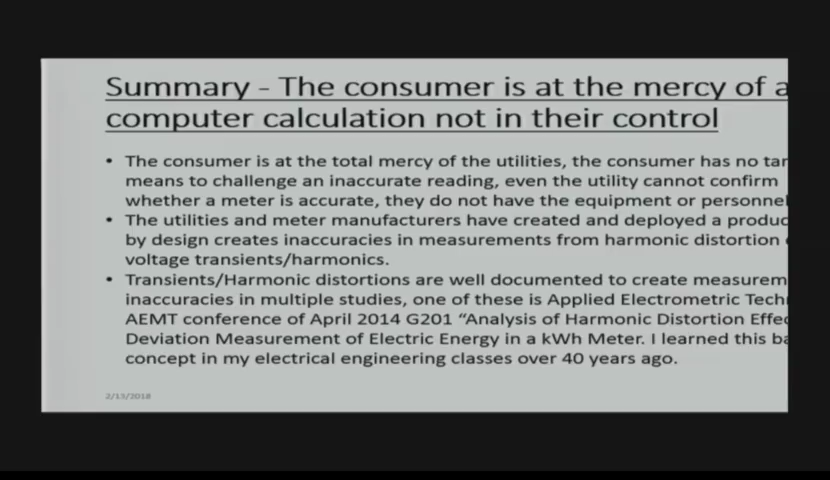 Summary - The consumer is at the mercy of a
computer calculation not in their control
• The consumer is at the total mercy of the utilities, the consumer has no
means to challenge an inaccurate reading, even the utility cannot confirm
whether a meter is accurate, they do not have the equipment or personnel
• The utilities and meter manufacturers have created and deployed a
by design creates inaccuracies in measurements from harmonic distortion
voltage transients/harmonics.
• Transients/Harmonic distortions are well documented to create
inaccuracies in multiple studies, one of these is Applied Electrometric
AEMT conference of April 2014 G201 “Analysis of Harmonic Distortion
Deviation Measurement of Electric Energy in a kWh Meter. I learned this
concept in my electrical engineering classes over 40 years ago.
2/13/2018